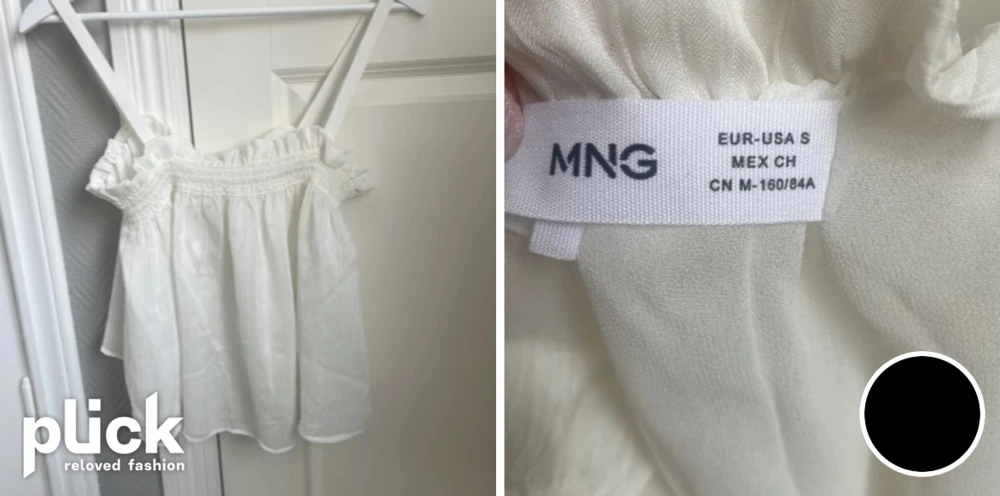 plick
reloved fashion
MNG
EUR-USA S
MEX CH
CN M-160/84A